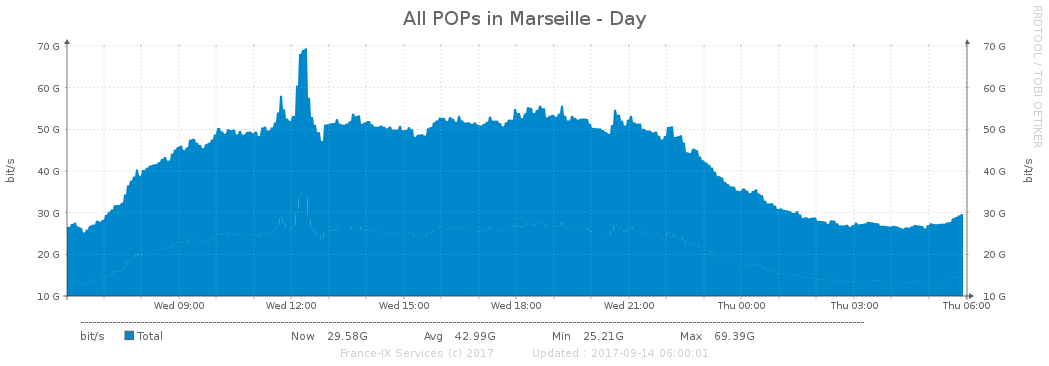 All POPs in Marseille - Day
RRDTOOL / TOBI OETIKER
70 G 70 G
60 G 60 G
50 G 50 G
40 G 40 G
30 G 30 G
20 G 20 G
10 G 10 G
bit/s
bit/s
Wed 09:00 Wed 12:00 Wed 15:00 Wed 18:00 Wed 21:00 Thu 00:00 Thu 03:00 Thu 06:00
bit/s Total Now 29.58G Avg 42.99G Min 25.21G Max 69.39G
France-IX Services (c) 2017 Updated : 2017-09-14 06:00:01